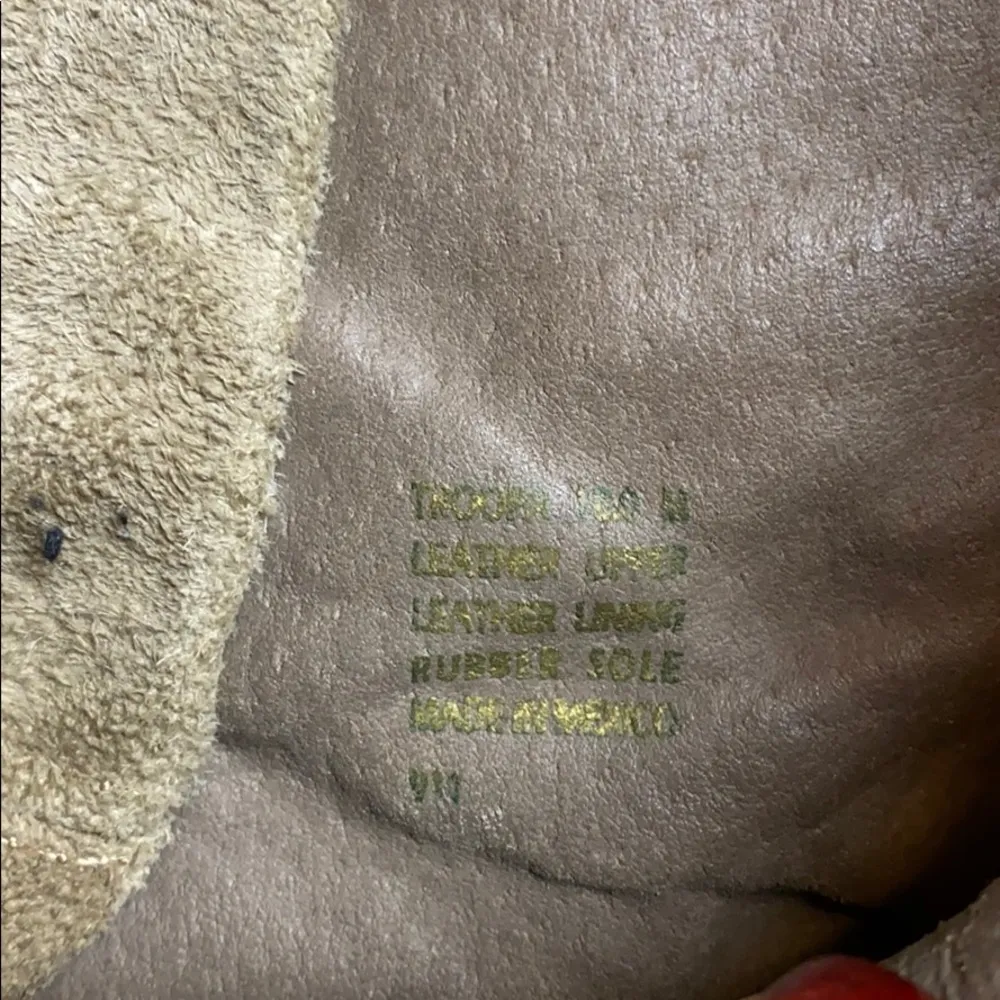 LEATHER UPPER
LEATHER LINING
RUBBER SOLE
MADE IN MEXICO